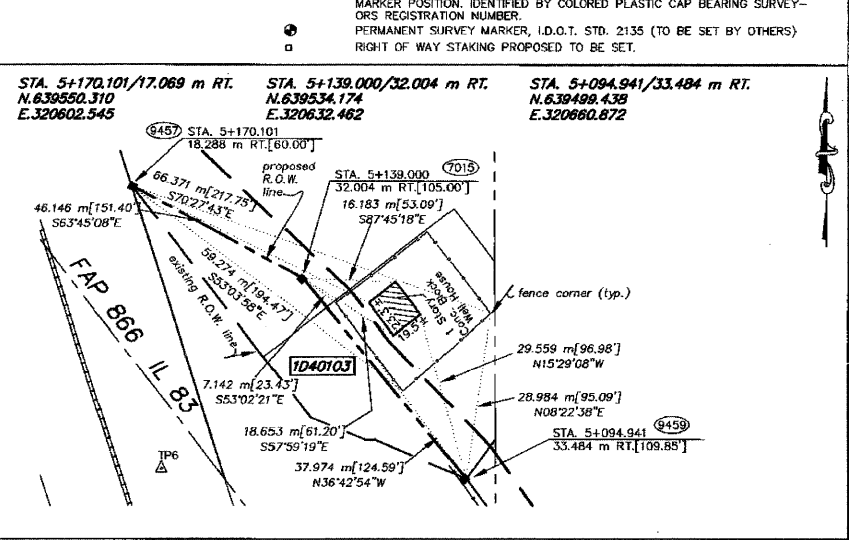 MARKER POSITION. IDENTIFIED BY COLORED PLASTIC CAP BEARING SURVEY-
ORS REGISTRATION NUMBER.
PERMANENT SURVEY MARKER, I.D.O.T. STD. 2135 (TO BE SET BY OTHERS)
RIGHT OF WAY STAKING PROPOSED TO BE SET.
STA. 5+170.101/17.069 m RT.
N.639550.310
E.320602.545
STA. 5+139.000/32.004 m RT.
N.639534.174
E.320632.462
STA. 5+094.941/33.484 m RT.
N.639499.438
E.320660.872
9457 STA. 5+170.101
18.288 m RT.[60.00']
proposed
R.O.W.
line
STA. 5+139.000 7015
32.004 m RT.[105.00']
66.371 m[217.75']
S70°27'43"E
16.183 m[53.09']
S87°45'18"E
46.146 m[151.40']
S63°45'08"E
59.274 m[194.47']
S53°03'58"E
existing R.O.W. line
FAP 866 IL 83
1 Story
Conc. Block
Well House
23.3'±
19.5'±
fence corner (typ.)
1D40103
29.559 m[96.98']
N15°29'08"W
7.142 m[23.43']
S53°02'21"E
28.984 m[95.09']
N08°22'38"E
18.653 m[61.20']
S57°59'19"E
STA. 5+094.941 9459
33.484 m RT.[109.85']
37.974 m[124.59']
N36°42'54"W
TP6